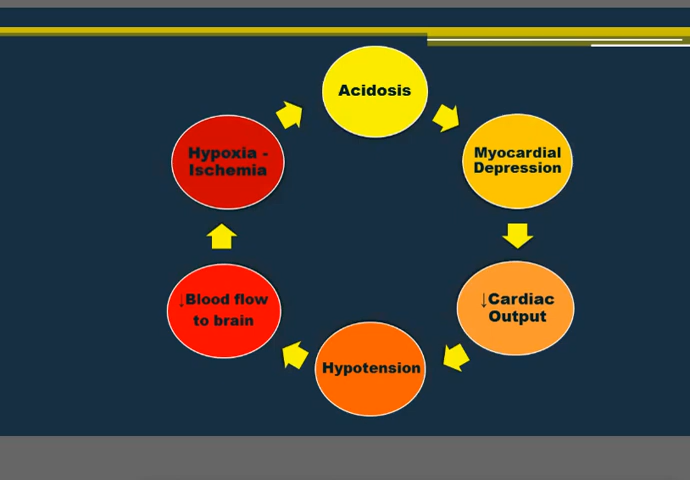 Acidosis
Myocardial
Depression
↓Cardiac
Output
Hypotension
↓Blood flow
to brain
Hypoxia -
Ischemia